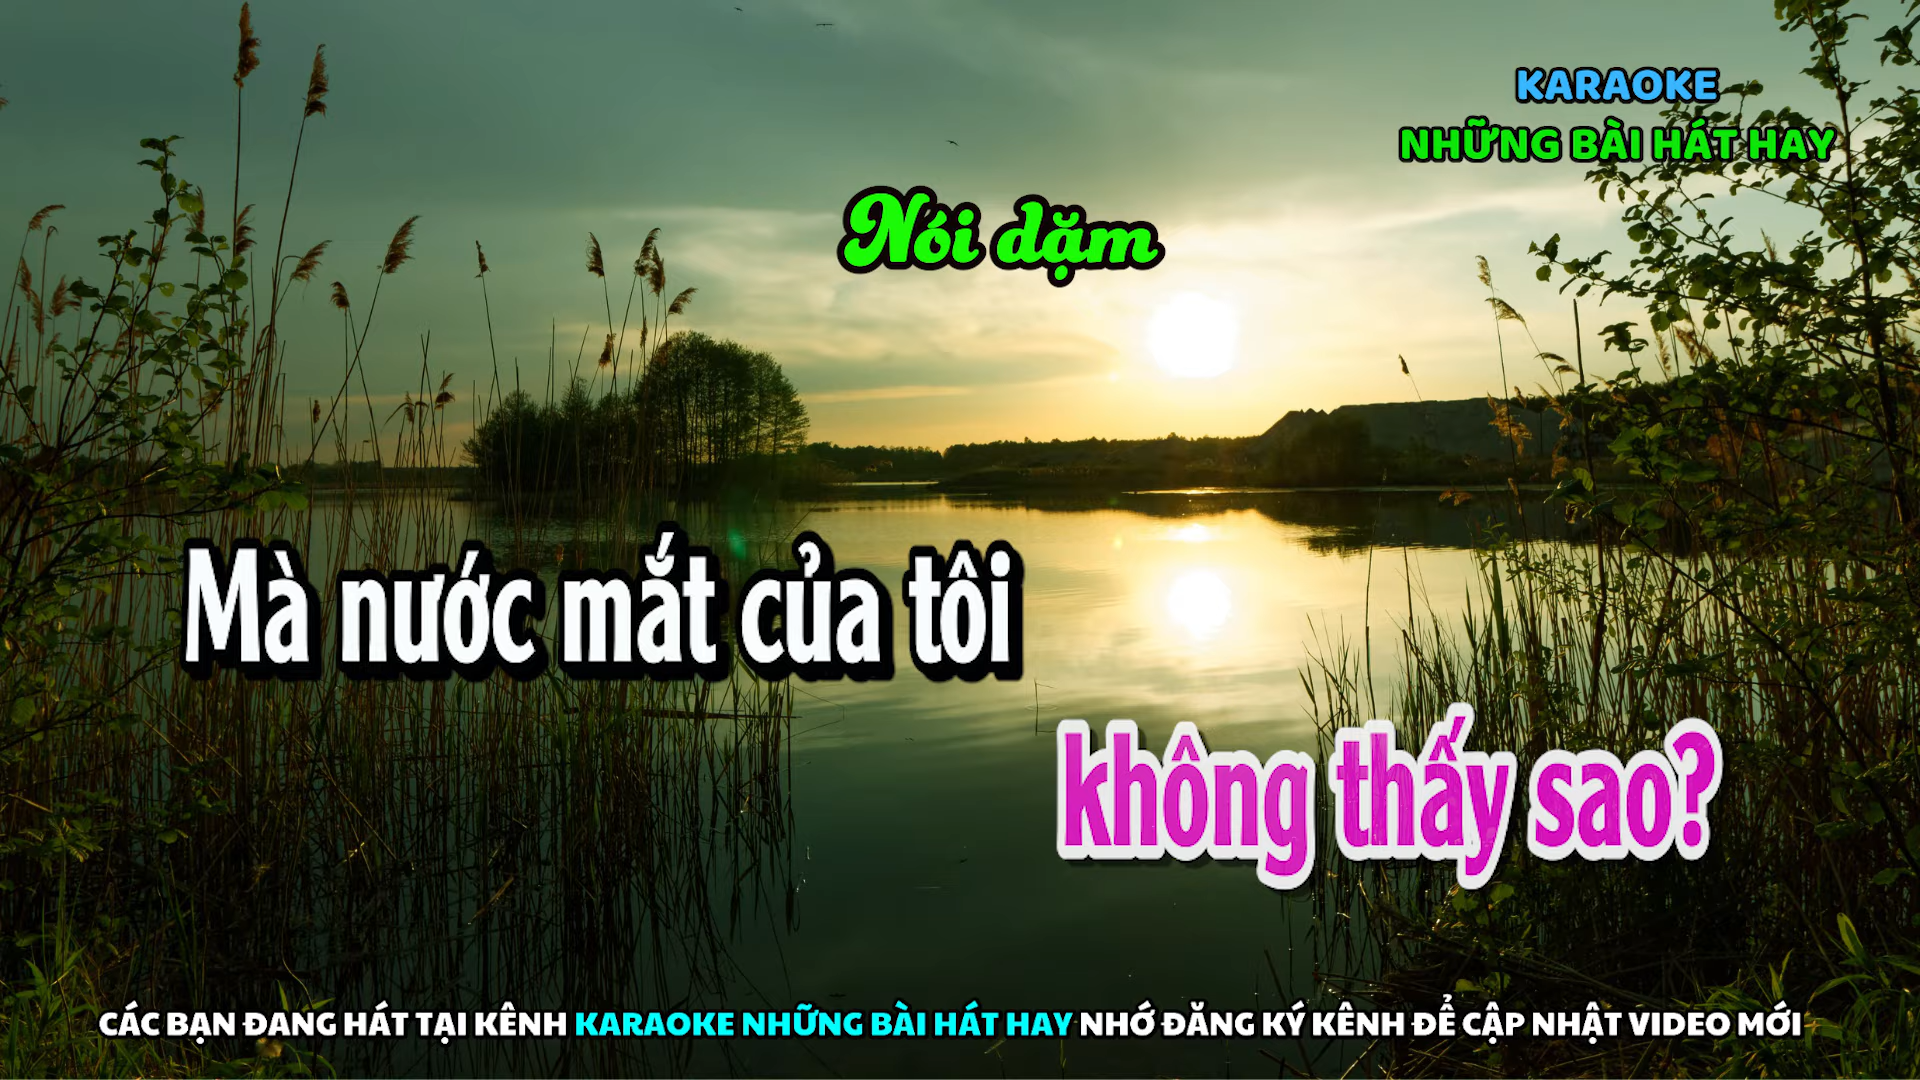 KARAOKE
NHỮNG BÀI HÁT HAY
Nói dặm
Mà nước mắt của tôi
không thấy sao?
CÁC BẠN ĐANG HÁT TẠI KÊNH KARAOKE NHỮNG BÀI HÁT HAY NHỚ ĐĂNG KÝ KÊNH ĐỂ CẬP NHẬT VIDEO MỚI